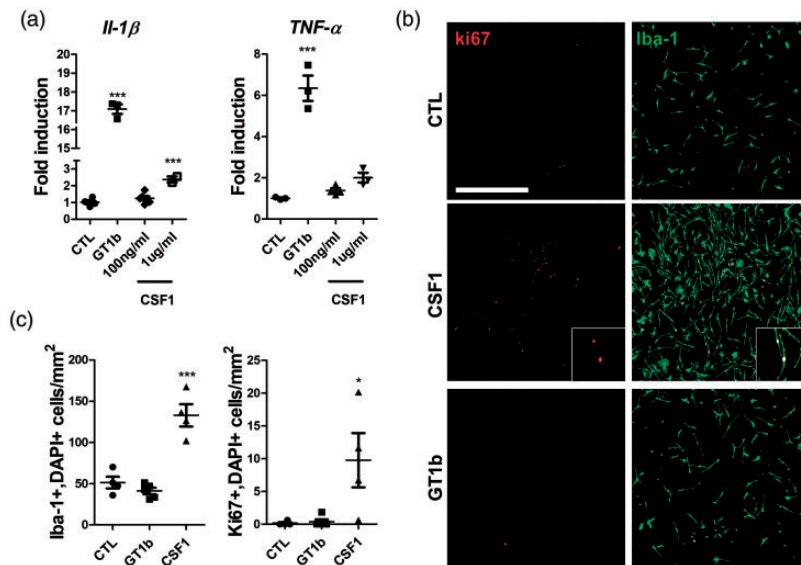 (a)
Il-1β
Fold induction
20
19
18
17
16
15
3
2
1
0
***
***
CTL
GT1b
100ng/ml
1ug/ml
CSF1
TNF-α
Fold induction
8
6
4
2
0
***
CTL
GT1b
100ng/ml
1ug/ml
CSF1
(b)
ki67
Iba-1
CTL
CSF1
GT1b
(c)
Iba-1+,DAPI+ cells/mm2
200
150
100
50
0
***
CTL
GT1b
CSF1
Ki67+,DAPI+ cells/mm2
25
20
15
10
5
0
*
CTL
GT1b
CSF1